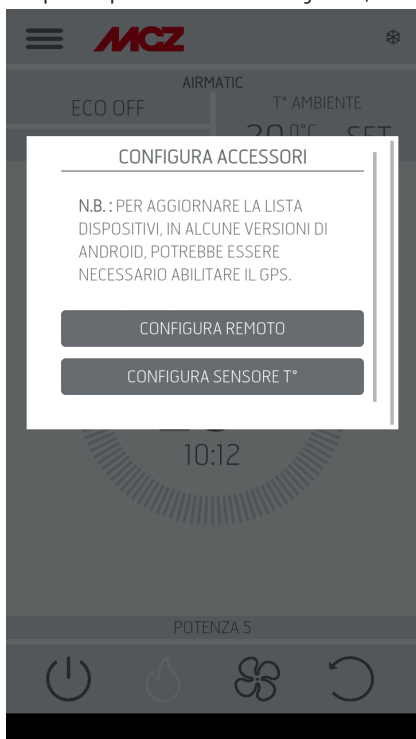 MCZ
AIRMATIC
ECO OFF
T° AMBIENTE
SET
CONFIGURA ACCESSORI
N.B. : PER AGGIORNARE LA LISTA
DISPOSITIVI, IN ALCUNE VERSIONI DI
ANDROID, POTREBBE ESSERE
NECESSARIO ABILITARE IL GPS.
CONFIGURA REMOTO
CONFIGURA SENSORE T°
10:12
POTENZA 5